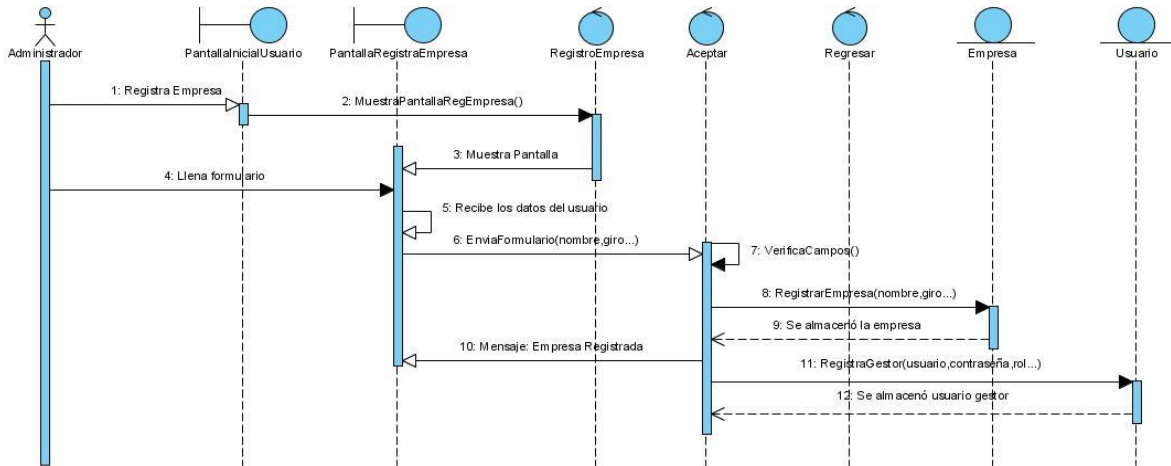 Administrador
PantallaInicialUsuario
PantallaRegistraEmpresa
RegistroEmpresa
Aceptar
Regresar
Empresa
Usuario
1: Registra Empresa
2: MuestraPantallaRegEmpresa()
3: Muestra Pantalla
4: Llena formulario
5: Recibe los datos del usuario
6: EnviaFormulario(nombre,giro...)
7: VerificaCampos()
8: RegistrarEmpresa(nombre,giro...)
9: Se almacenó la empresa
10: Mensaje: Empresa Registrada
11: RegistraGestor(usuario,contraseña,rol...)
12: Se almacenó usuario gestor